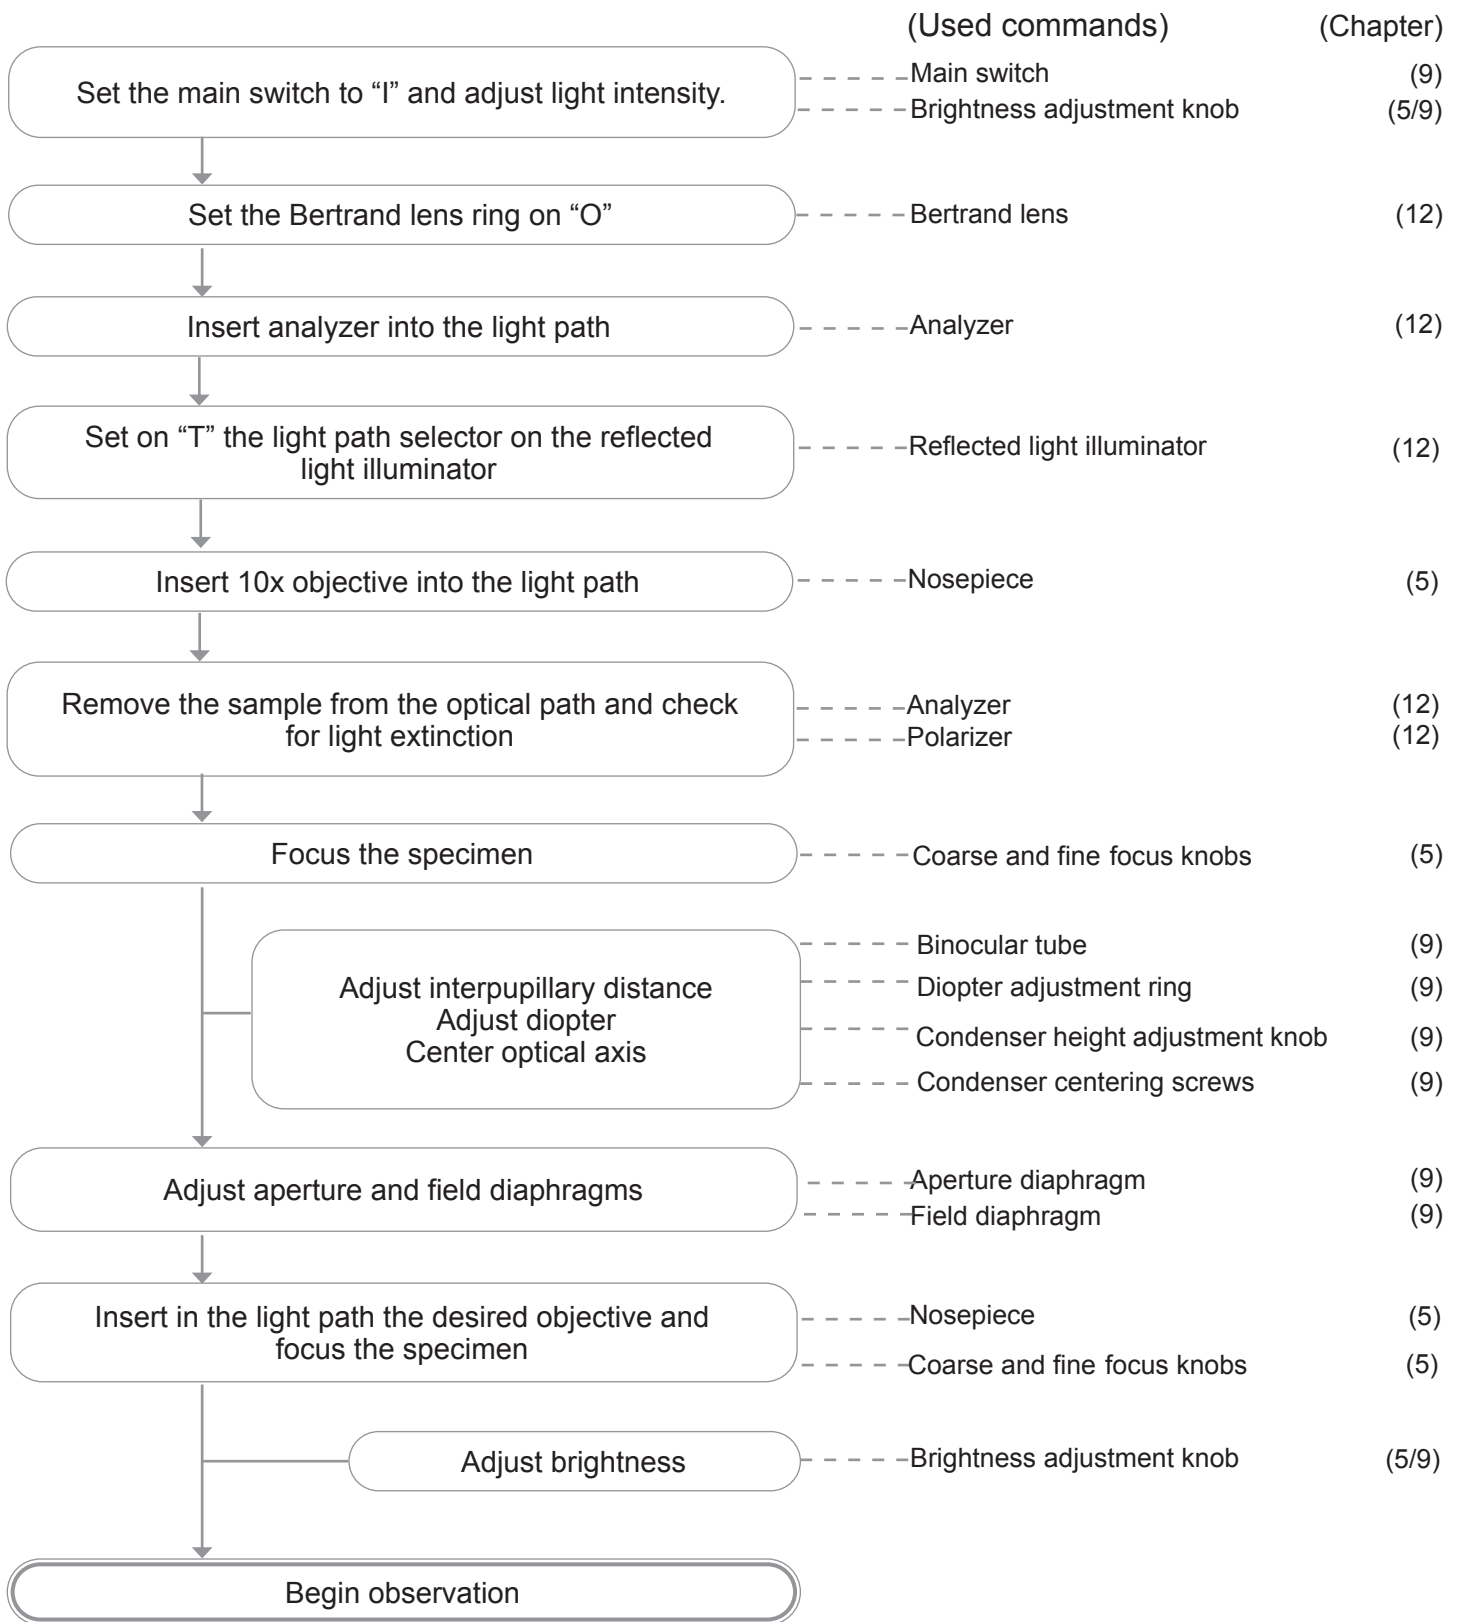 (Used commands) (Chapter)
Set the main switch to “I” and adjust light intensity.
Main switch (9)
Brightness adjustment knob (5/9)
Set the Bertrand lens ring on “O”
Bertrand lens (12)
Insert analyzer into the light path
Analyzer (12)
Set on “T” the light path selector on the reflected
light illuminator
Reflected light illuminator (12)
Insert 10x objective into the light path
Nosepiece (5)
Remove the sample from the optical path and check
for light extinction
Analyzer (12)
Polarizer (12)
Focus the specimen
Coarse and fine focus knobs (5)
Adjust interpupillary distance
Adjust diopter
Center optical axis
Binocular tube (9)
Diopter adjustment ring (9)
Condenser height adjustment knob (9)
Condenser centering screws (9)
Adjust aperture and field diaphragms
Aperture diaphragm (9)
Field diaphragm (9)
Insert in the light path the desired objective and
focus the specimen
Nosepiece (5)
Coarse and fine focus knobs (5)
Adjust brightness
Brightness adjustment knob (5/9)
Begin observation